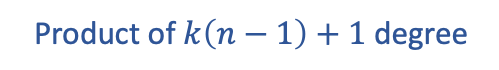 Product of k(n − 1) + 1 degree